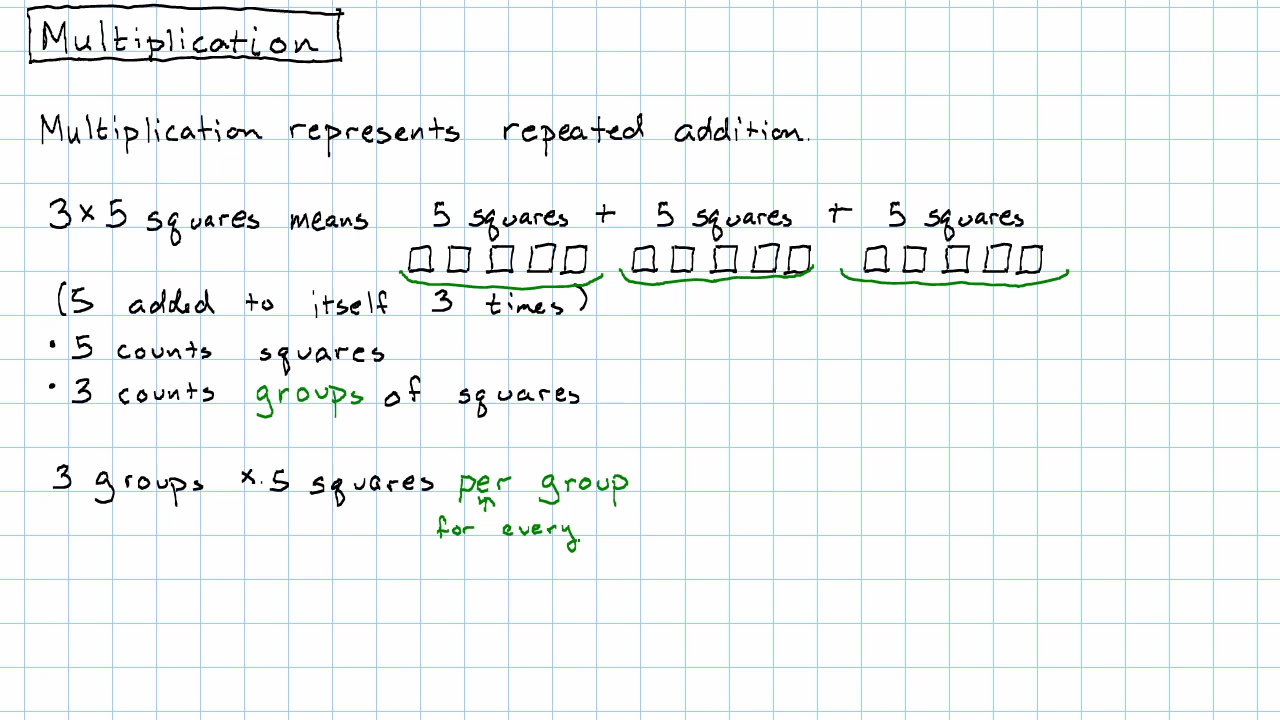 Multiplication
Multiplication represents repeated addition.
3 × 5 squares means 5 squares + 5 squares + 5 squares
(5 added to itself 3 times)
• 5 counts squares
• 3 counts groups of squares
3 groups × 5 squares per group
for every